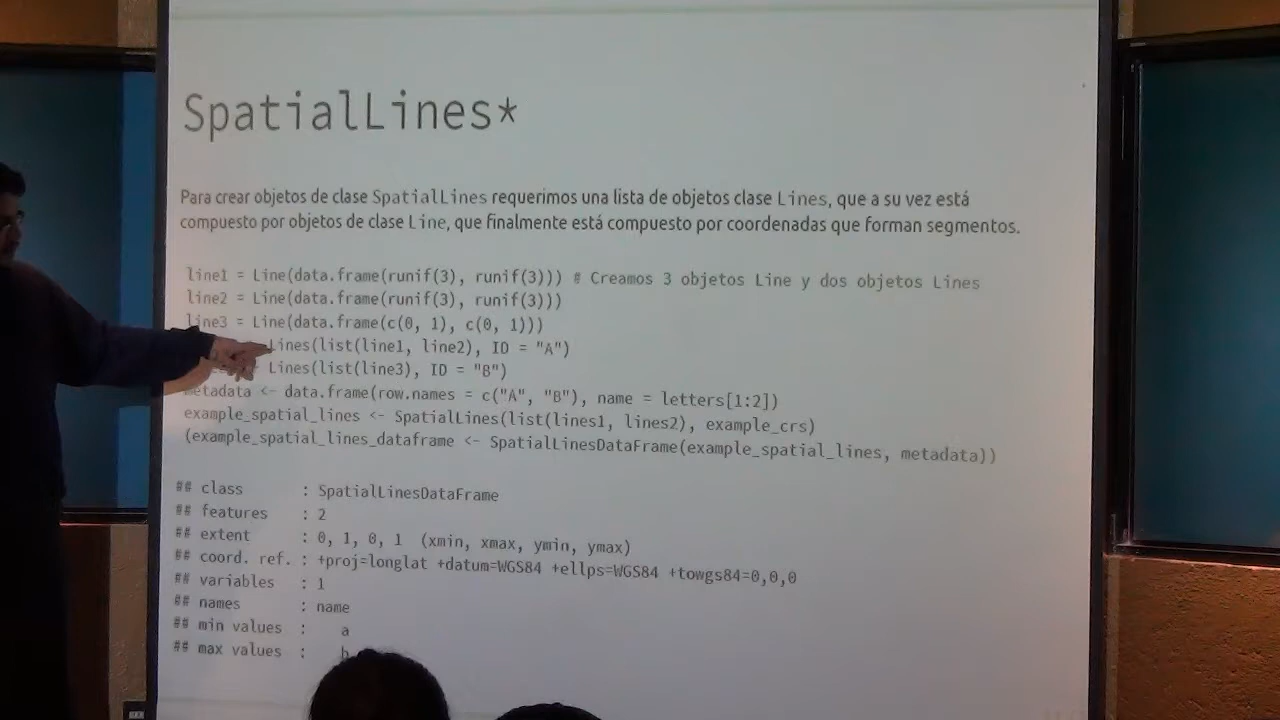 SpatialLines*
Para crear objetos de clase SpatialLines requerimos una lista de objetos clase Lines, que a su vez está
compuesto por objetos de clase Line, que finalmente está compuesto por coordenadas que forman segmentos.
line1 = Line(data.frame(runif(3), runif(3))) # Creamos 3 objetos Line y dos objetos Lines
line2 = Line(data.frame(runif(3), runif(3)))
line3 = Line(data.frame(c(0, 1), c(0, 1)))
Lines(list(line1, line2), ID = "A")
Lines(list(line3), ID = "B")
metadata <- data.frame(row.names = c("A", "B"), name = letters[1:2])
example_spatial_lines <- SpatialLines(list(lines1, lines2), example_crs)
(example_spatial_lines_dataframe <- SpatialLinesDataFrame(example_spatial_lines, metadata))
## class : SpatialLinesDataFrame
## features : 2
## extent : 0, 1, 0, 1 (xmin, xmax, ymin, ymax)
## coord. ref. : +proj=longlat +datum=WGS84 +ellps=WGS84 +towgs84=0,0,0
## variables : 1
## names : name
## min values : a
## max values : b